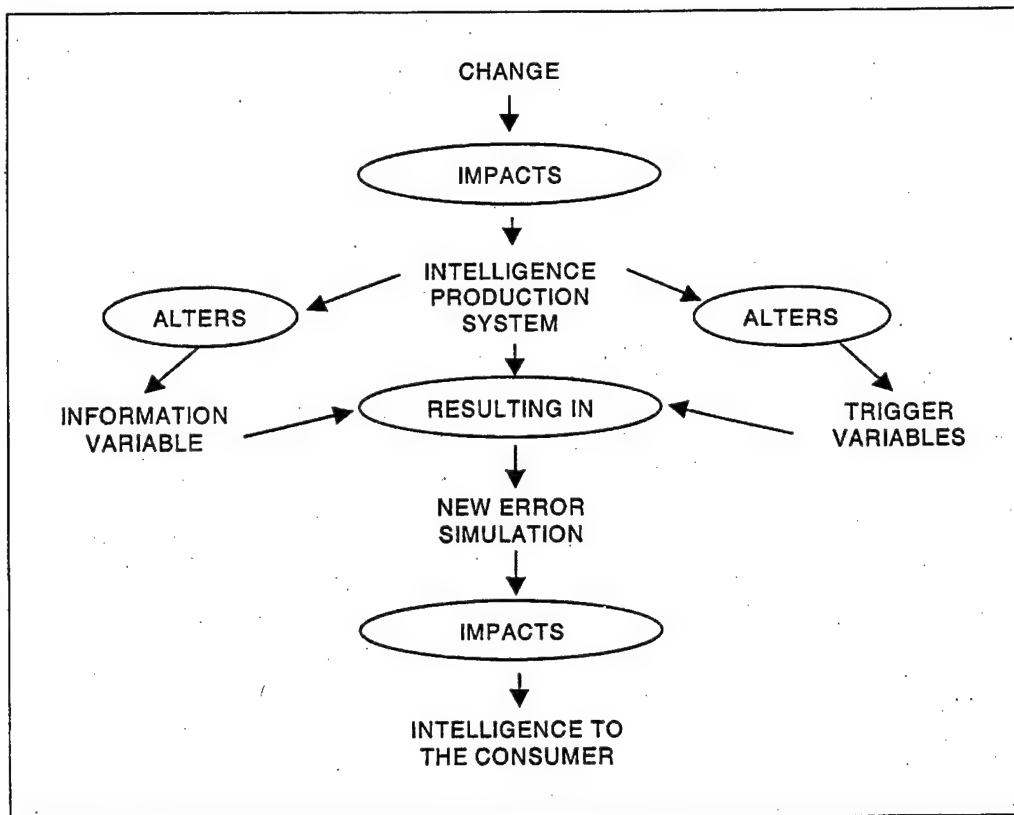 CHANGE
IMPACTS
INTELLIGENCE
PRODUCTION
SYSTEM
ALTERS
ALTERS
INFORMATION
VARIABLE
RESULTING IN
TRIGGER
VARIABLES
NEW ERROR
SIMULATION
IMPACTS
INTELLIGENCE TO
THE CONSUMER